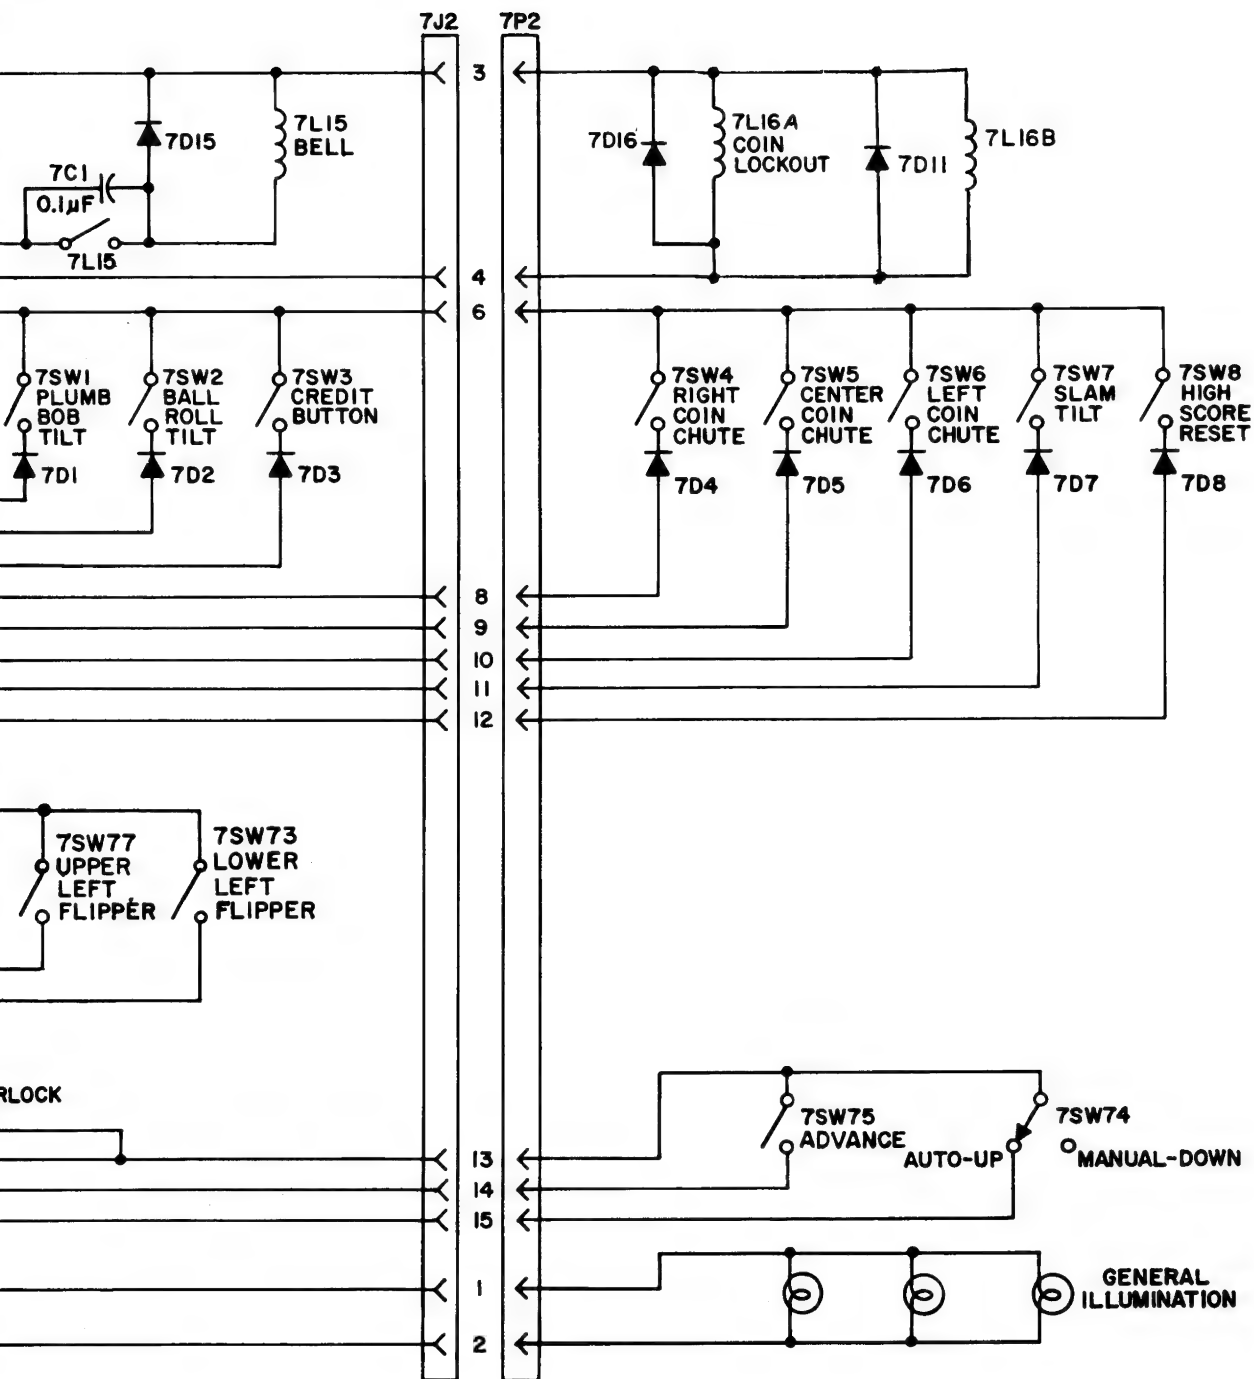 7J2
7P2
3
7D15
7L15
BELL
7C1
0.1µF
7L15
7D16
7L16A
COIN
LOCKOUT
7D11
7L16B
4
6
7SW1
PLUMB
BOB
TILT
7D1
7SW2
BALL
ROLL
TILT
7D2
7SW3
CREDIT
BUTTON
7D3
7SW4
RIGHT
COIN
CHUTE
7D4
7SW5
CENTER
COIN
CHUTE
7D5
7SW6
LEFT
COIN
CHUTE
7D6
7SW7
SLAM
TILT
7D7
7SW8
HIGH
SCORE
RESET
7D8
8
9
10
11
12
7SW77
UPPER
LEFT
FLIPPER
7SW73
LOWER
LEFT
FLIPPER
RLOCK
7SW75
ADVANCE
7SW74
AUTO-UP
MANUAL-DOWN
13
14
15
1
2
GENERAL
ILLUMINATION